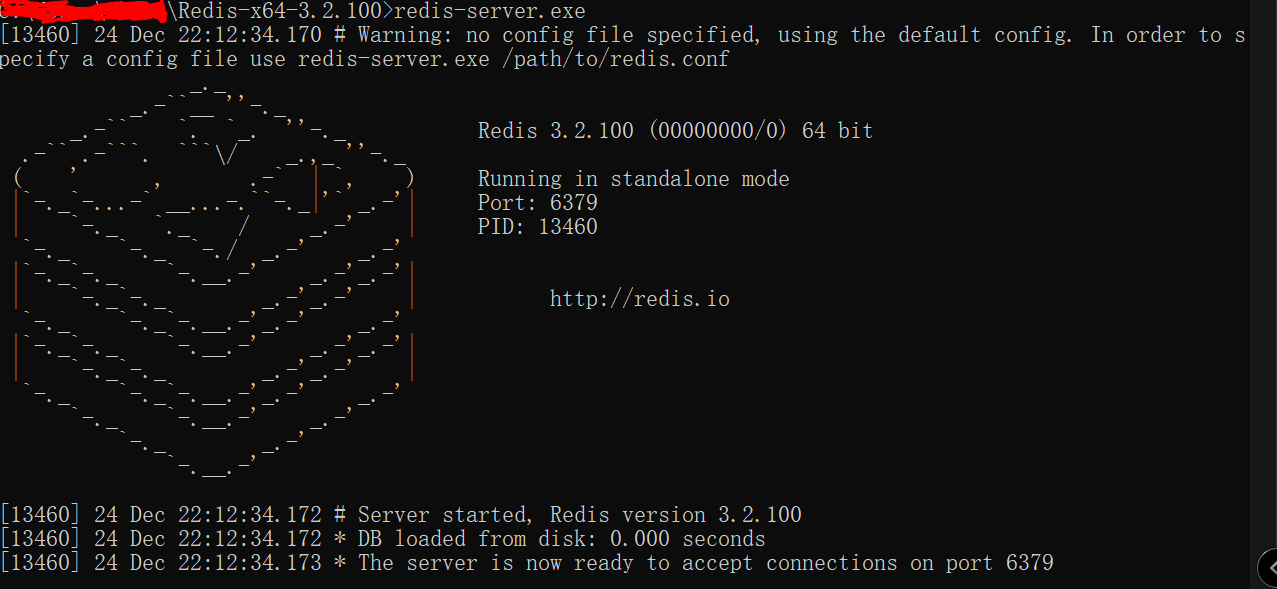 \Redis-x64-3.2.100>redis-server.exe
[13460] 24 Dec 22:12:34.170 # Warning: no config file specified, using the default config. In order to s
pecify a config file use redis-server.exe /path/to/redis.conf
Redis 3.2.100 (00000000/0) 64 bit
Running in standalone mode
Port: 6379
PID: 13460
http://redis.io
[13460] 24 Dec 22:12:34.172 # Server started, Redis version 3.2.100
[13460] 24 Dec 22:12:34.172 * DB loaded from disk: 0.000 seconds
[13460] 24 Dec 22:12:34.173 * The server is now ready to accept connections on port 6379